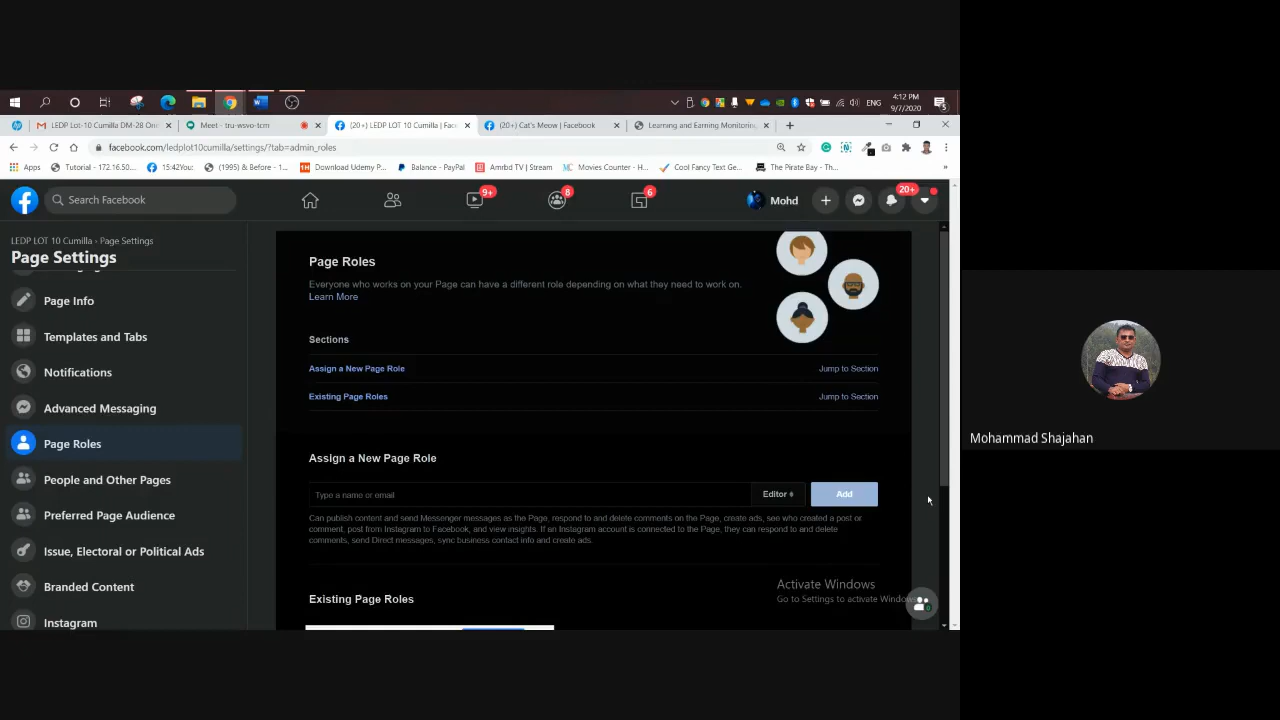 ENG
4:12 PM
9/7/2020
LEDP Lot-10 Cumilla DM-28 On
Meet - tru-wsvo-tcm
(20+) LEDP LOT 10 Cumilla | Fac
(20+) Cat's Meow | Facebook
Learning and Earning Monitoring
facebook.com/ledplot10cumilla/settings/?tab=admin_roles
Apps
Tutorial - 172.16.50...
15:42You:
(1995) & Before - 1...
Download Udemy P...
Balance - PayPal
Ambd TV | Stream
Movies Counter - H...
Cool Fancy Text Ge...
The Pirate Bay - Th...
Search Facebook
9+
8
6
Mohd
20+
LEDP LOT 10 Cumilla › Page Settings
Page Settings
Page Info
Templates and Tabs
Notifications
Advanced Messaging
Page Roles
People and Other Pages
Preferred Page Audience
Issue, Electoral or Political Ads
Branded Content
Instagram
Page Roles
Everyone who works on your Page can have a different role depending on what they need to work on.
Learn More
Sections
Assign a New Page Role
Jump to Section
Existing Page Roles
Jump to Section
Assign a New Page Role
Type a name or email
Editor
Add
Can publish content and send Messenger messages as the Page, respond to and delete comments on the Page, create ads, see who created a post or
comment, post from Instagram to Facebook, and view insights. If an Instagram account is connected to the Page, they can respond to and delete
comments, send Direct messages, sync business contact info and create ads.
Existing Page Roles
Activate Windows
Go to Settings to activate Windows
Mohammad Shajahan